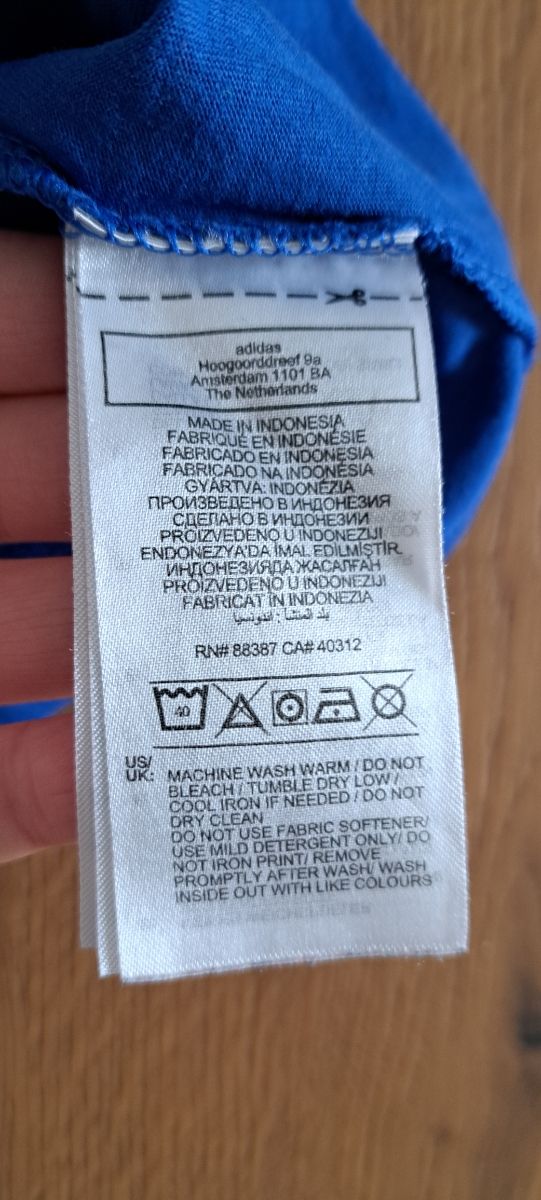 adidas
Hoogoorddreef 9a
Amsterdam 1101 BA
The Netherlands
MADE IN INDONESIA
FABRIQUÉ EN INDONÉSIE
FABRICADO EN INDONESIA
FABRICADO NA INDONÉSIA
GYÁRTVA: INDONÉZIA
ПРОИЗВЕДЕНО В ИНДОНЕЗИЯ
СДЕЛАНО В ИНДОНЕЗИИ
PROIZVEDENO U INDONEZIJI
ENDONEZYA'DA İMAL EDİLMİŞTİR.
ИНДОНЕЗИЯДА ЖАСАЛҒАН
PROIZVEDENO U INDONEZIJI
FABRICAT ÎN INDONEZIA
بلد المنشأ : اندونيسيا
RN# 88387 CA# 40312
40
US/
UK: MACHINE WASH WARM / DO NOT
BLEACH / TUMBLE DRY LOW /
COOL IRON IF NEEDED / DO NOT
DRY CLEAN
DO NOT USE FABRIC SOFTENER/
USE MILD DETERGENT ONLY/ DO
NOT IRON PRINT/ REMOVE
PROMPTLY AFTER WASH/ WASH
INSIDE OUT WITH LIKE COLOURS